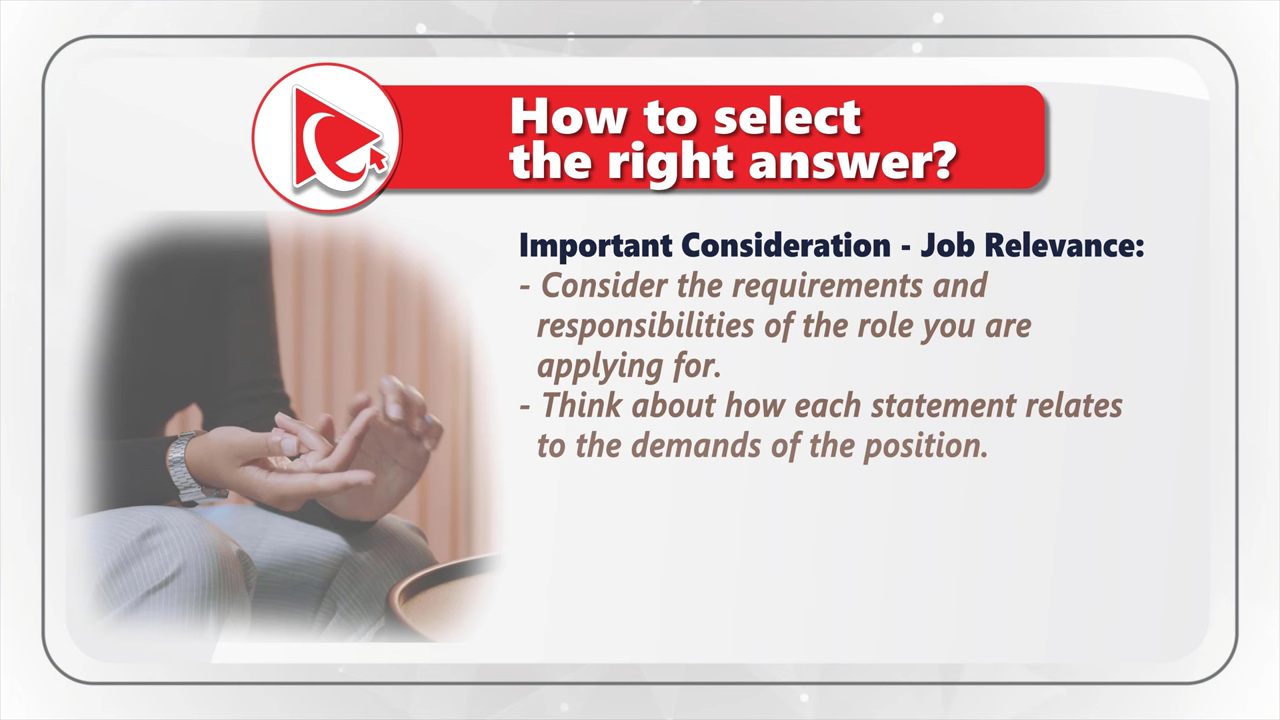 How to select
the right answer?
Important Consideration - Job Relevance:
- Consider the requirements and
responsibilities of the role you are
applying for.
- Think about how each statement relates
to the demands of the position.